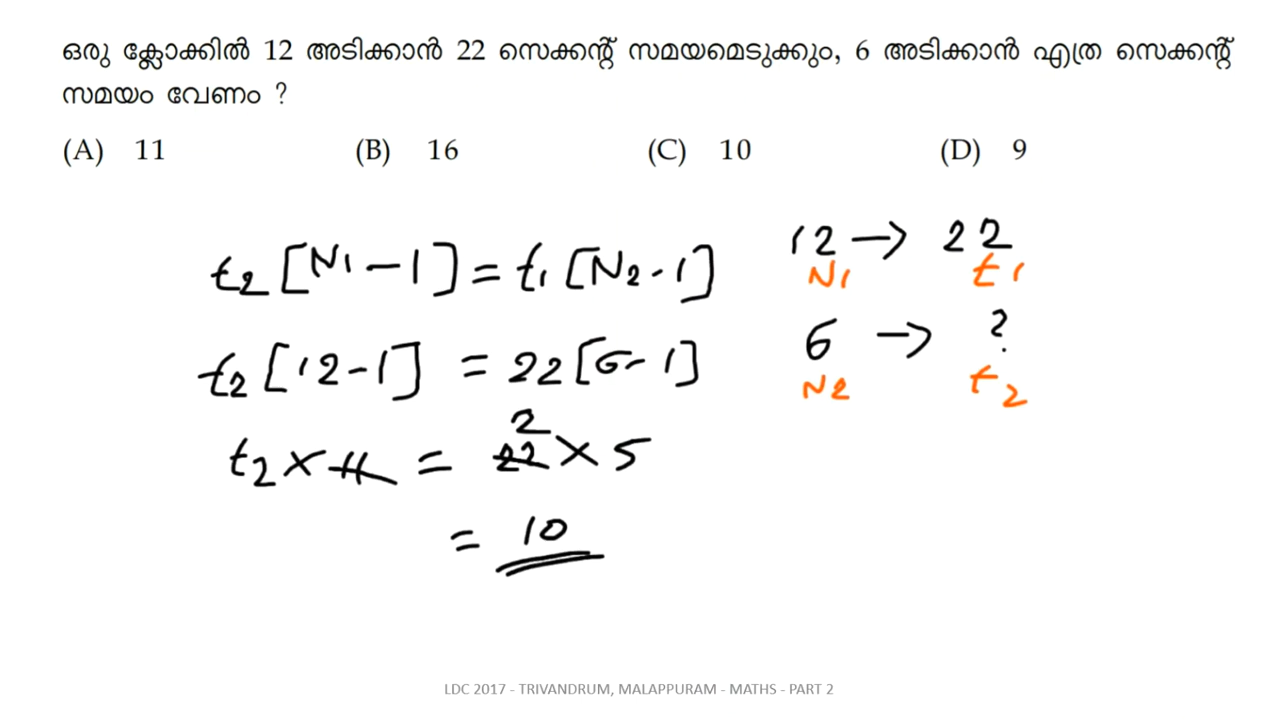 ഒരു ക്ലോക്കിൽ 12 അടിക്കാൻ 22 സെക്കന്റ് സമയമെടുക്കും, 6 അടിക്കാൻ എത്ര സെക്കന്റ്
സമയം വേണം ?
(A) 11 (B) 16 (C) 10 (D) 9
12 → 22
N1 t1
t2 [N1 - 1] = t1 [N2 - 1]
6 → ?
N2 t2
t2 [12 - 1] = 22 [6 - 1]
2
t2 × 11 = 22 × 5
= 10
LDC 2017 - TRIVANDRUM, MALAPPURAM - MATHS - PART 2